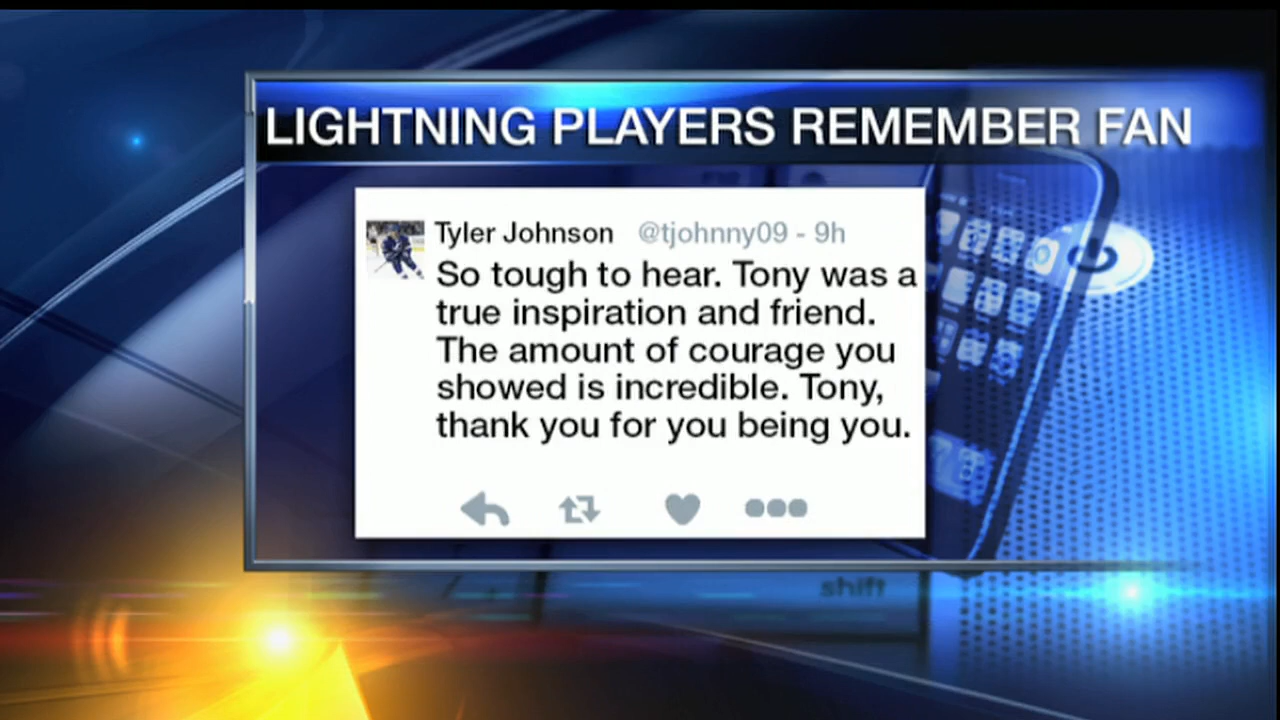 LIGHTNING PLAYERS REMEMBER FAN
Tyler Johnson @tjohnny09 - 9h
So tough to hear. Tony was a
true inspiration and friend.
The amount of courage you
showed is incredible. Tony,
thank you for you being you.
shift